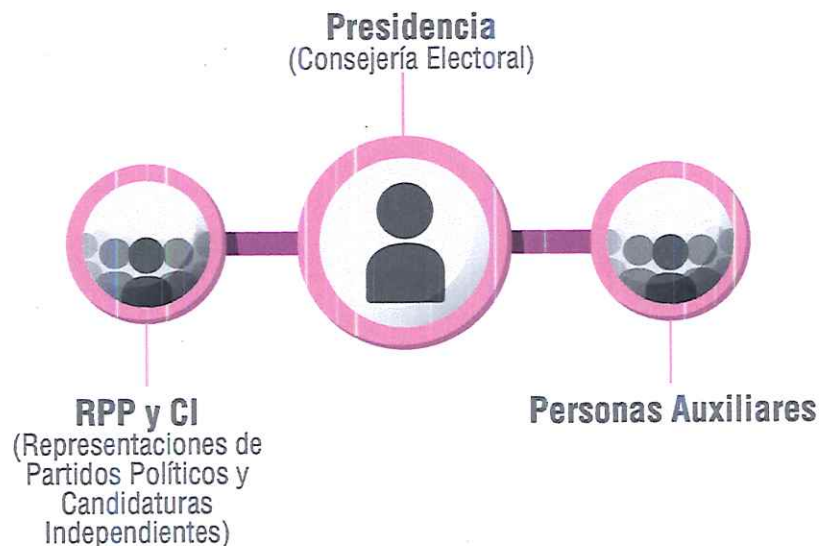 Presidencia
(Consejería Electoral)
RPP y CI
(Representaciones de
Partidos Políticos y
Candidaturas
Independientes)
Personas Auxiliares